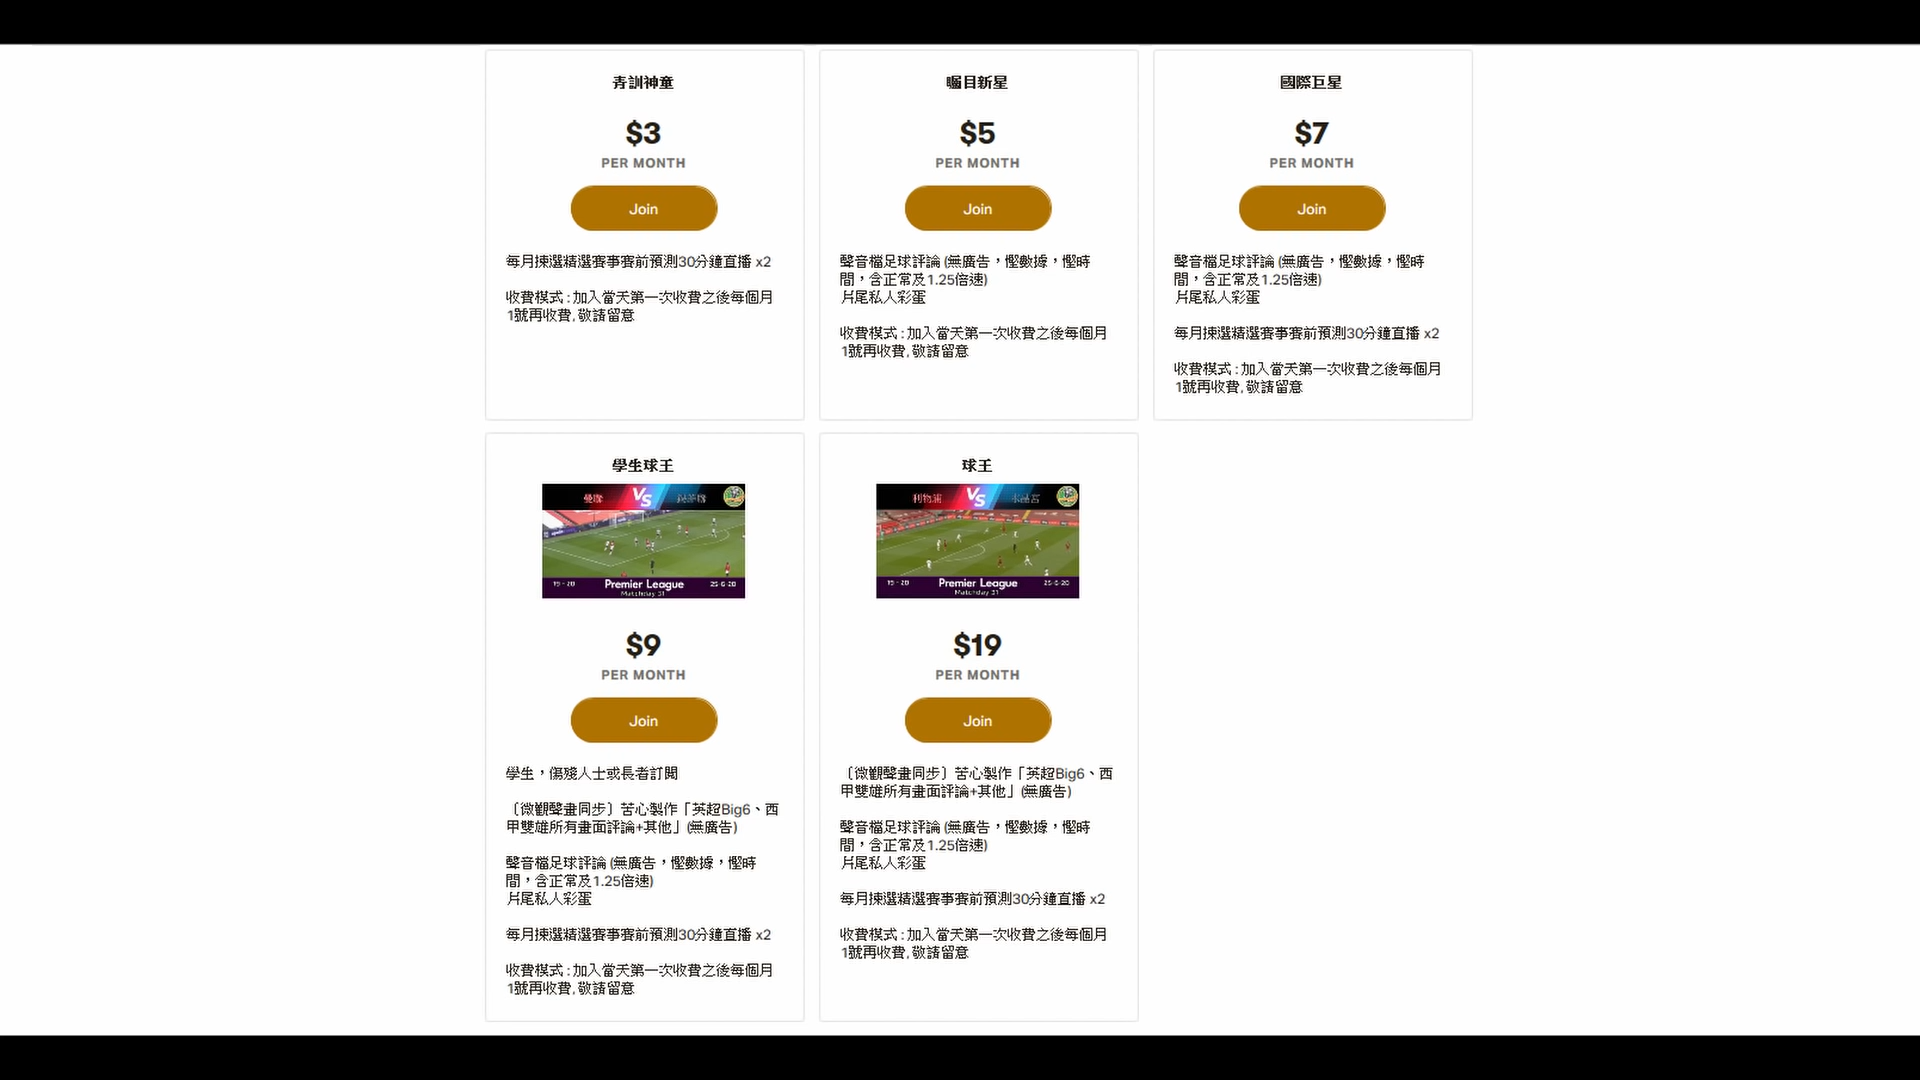 青訓神童
$3
PER MONTH
Join
每月揀選精選賽事賽前預測30分鐘直播 x2
收費模式 : 加入當天第一次收費之後每個月
1號再收費, 敬請留意
矚目新星
$5
PER MONTH
Join
聲音檔足球評論 (無廣告，慳數據，慳時
間，含正常及1.25倍速)
片尾私人彩蛋
收費模式 : 加入當天第一次收費之後每個月
1號再收費, 敬請留意
國際巨星
$7
PER MONTH
Join
聲音檔足球評論 (無廣告，慳數據，慳時
間，含正常及1.25倍速)
片尾私人彩蛋
每月揀選精選賽事賽前預測30分鐘直播 x2
收費模式 : 加入當天第一次收費之後每個月
1號再收費, 敬請留意
學生球王
曼聯 VS
19 - 20 Premier League
Matchday 31
$9
PER MONTH
Join
學生，傷殘人士或長者訂閱
〔微觀聲畫同步〕苦心製作「英超Big6、西
甲雙雄所有畫面評論+其他」(無廣告)
聲音檔足球評論 (無廣告，慳數據，慳時
間，含正常及1.25倍速)
片尾私人彩蛋
每月揀選精選賽事賽前預測30分鐘直播 x2
收費模式 : 加入當天第一次收費之後每個月
1號再收費, 敬請留意
球王
利物浦 VS 水晶宮
19 - 20 Premier League 25-6-20
Matchday 31
$19
PER MONTH
Join
〔微觀聲畫同步〕苦心製作「英超Big6、西
甲雙雄所有畫面評論+其他」(無廣告)
聲音檔足球評論 (無廣告，慳數據，慳時
間，含正常及1.25倍速)
片尾私人彩蛋
每月揀選精選賽事賽前預測30分鐘直播 x2
收費模式 : 加入當天第一次收費之後每個月
1號再收費, 敬請留意